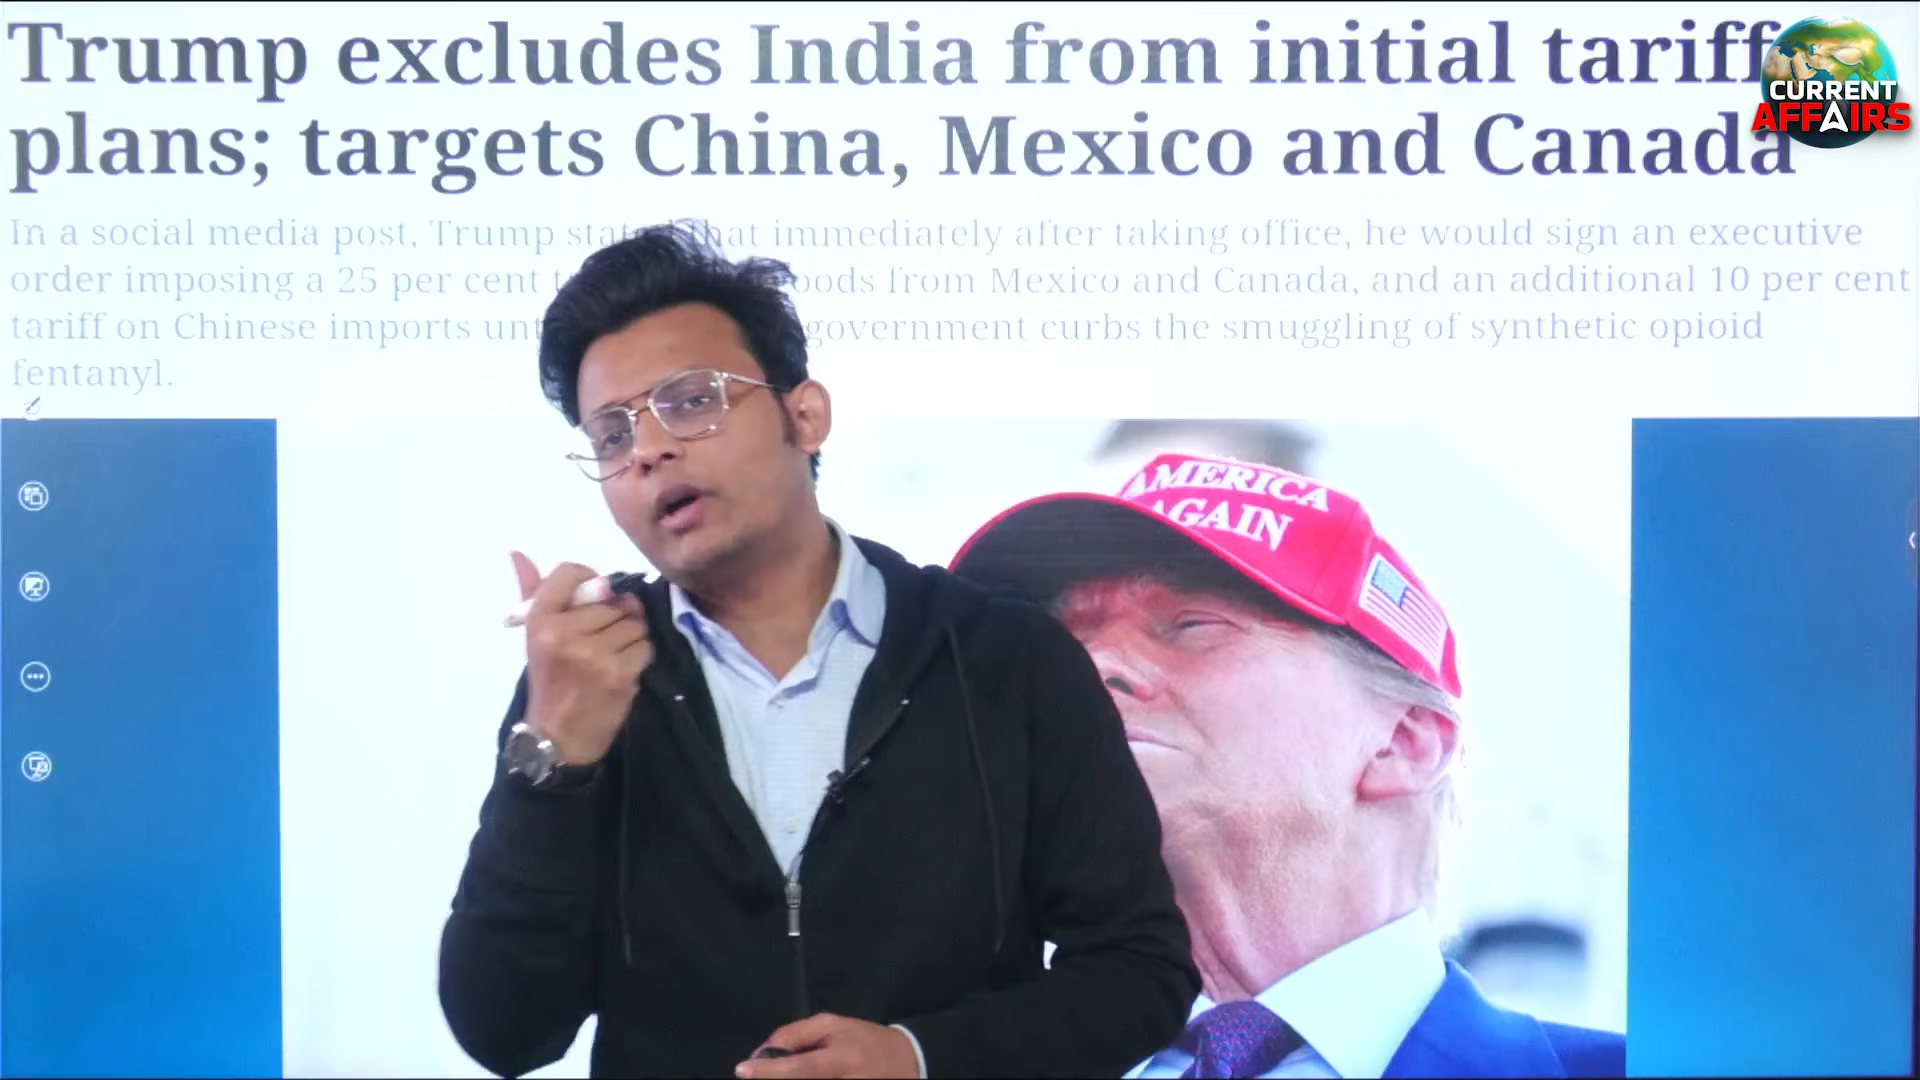 Trump excludes India from initial tariff
plans; targets China, Mexico and Canada
CURRENT
AFFAIRS
In a social media post, Trump that immediately after taking office, he would sign an executive
order imposing a 25 per cent from Mexico and Canada, and an additional 10 per cent
tariff on Chinese imports government curbs the smuggling of synthetic opioid
fentanyl.
AMERICA
AGAIN